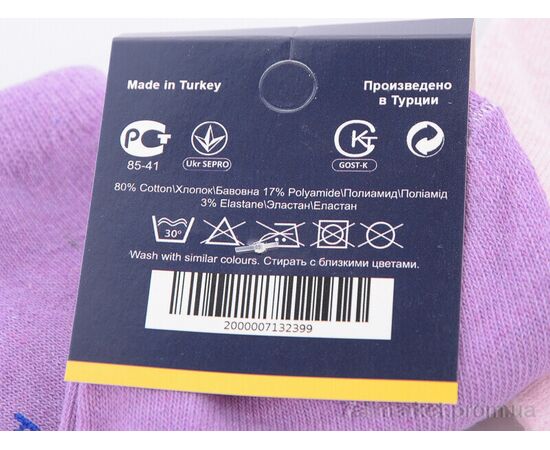 Made in Turkey
Произведено
в Турции
РСТ
85-41
Ukr SEPRO
GOST-K
80% Cotton\Хлопок\Бавовна 17% Polyamide\Полиамид\Поліамід
3% Elastane\Эластан\Еластан
30°
Wash with similar colours. Стирать с близкими цветами.
2000007132399